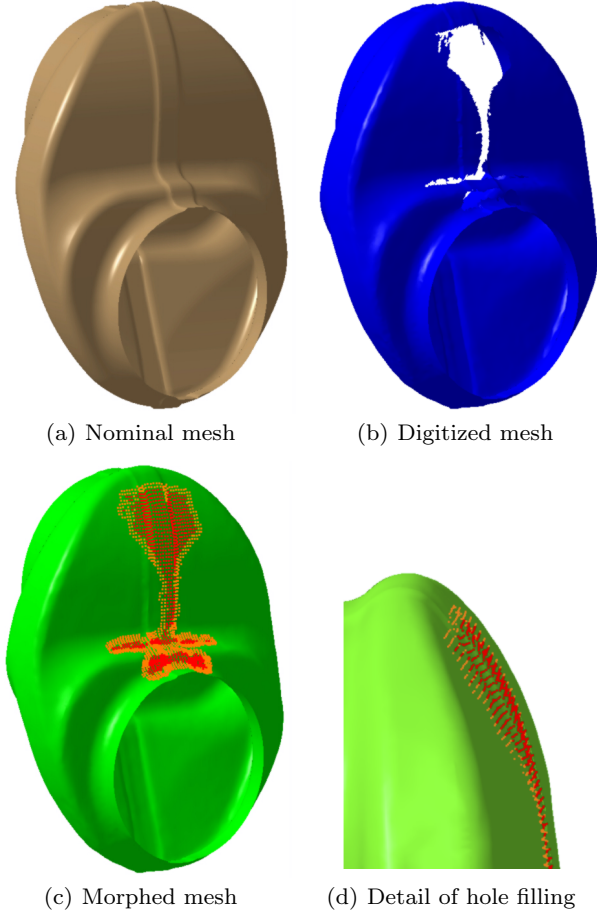 (a) Nominal mesh
(b) Digitized mesh
(c) Morphed mesh
(d) Detail of hole filling